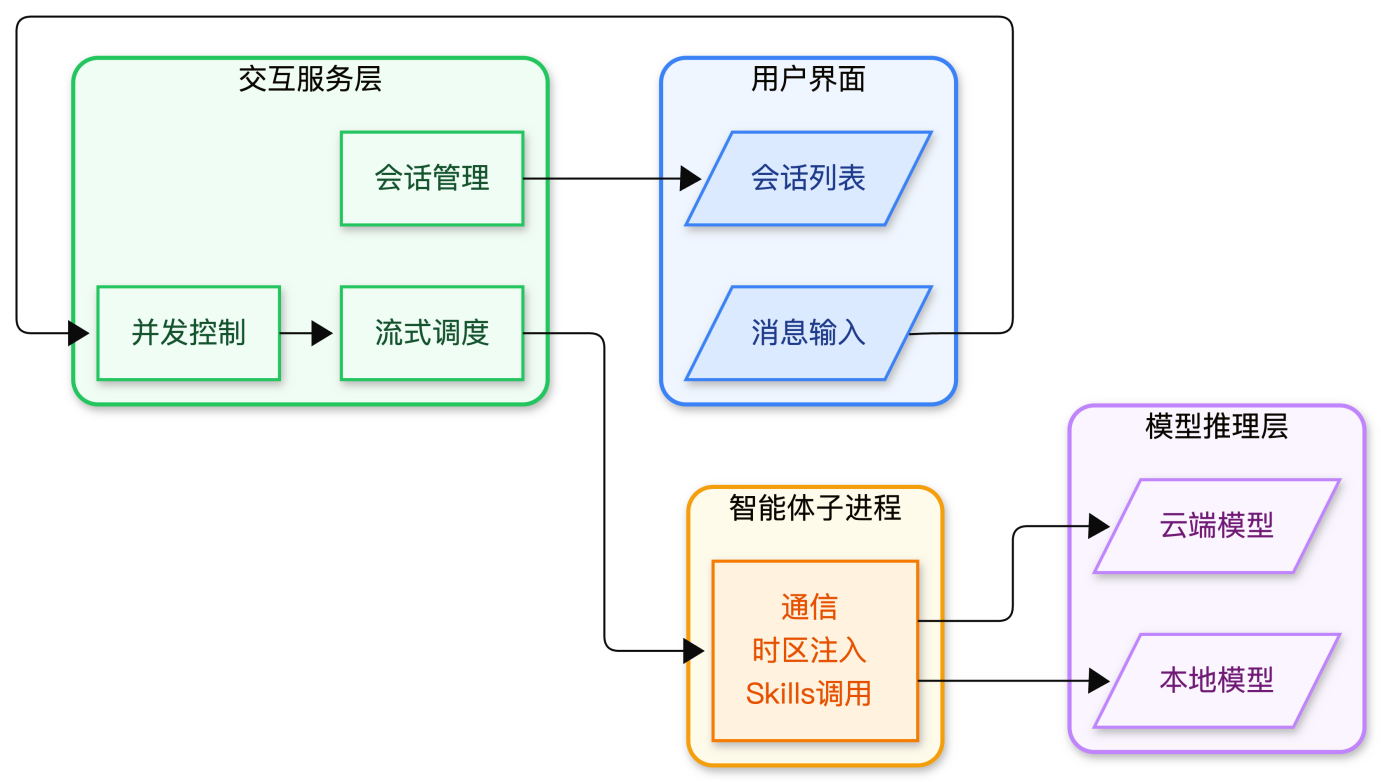 交互服务层
会话管理
并发控制
流式调度
用户界面
会话列表
消息输入
智能体子进程
通信
时区注入
Skills调用
模型推理层
云端模型
本地模型